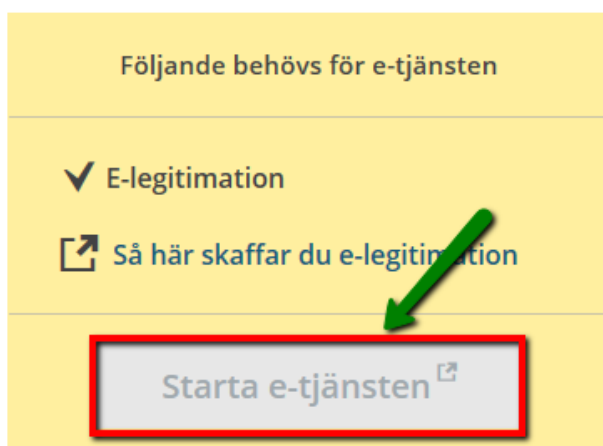 Följande behövs för e-tjänsten
E-legitimation
Så här skaffar du e-legitimation
Starta e-tjänsten